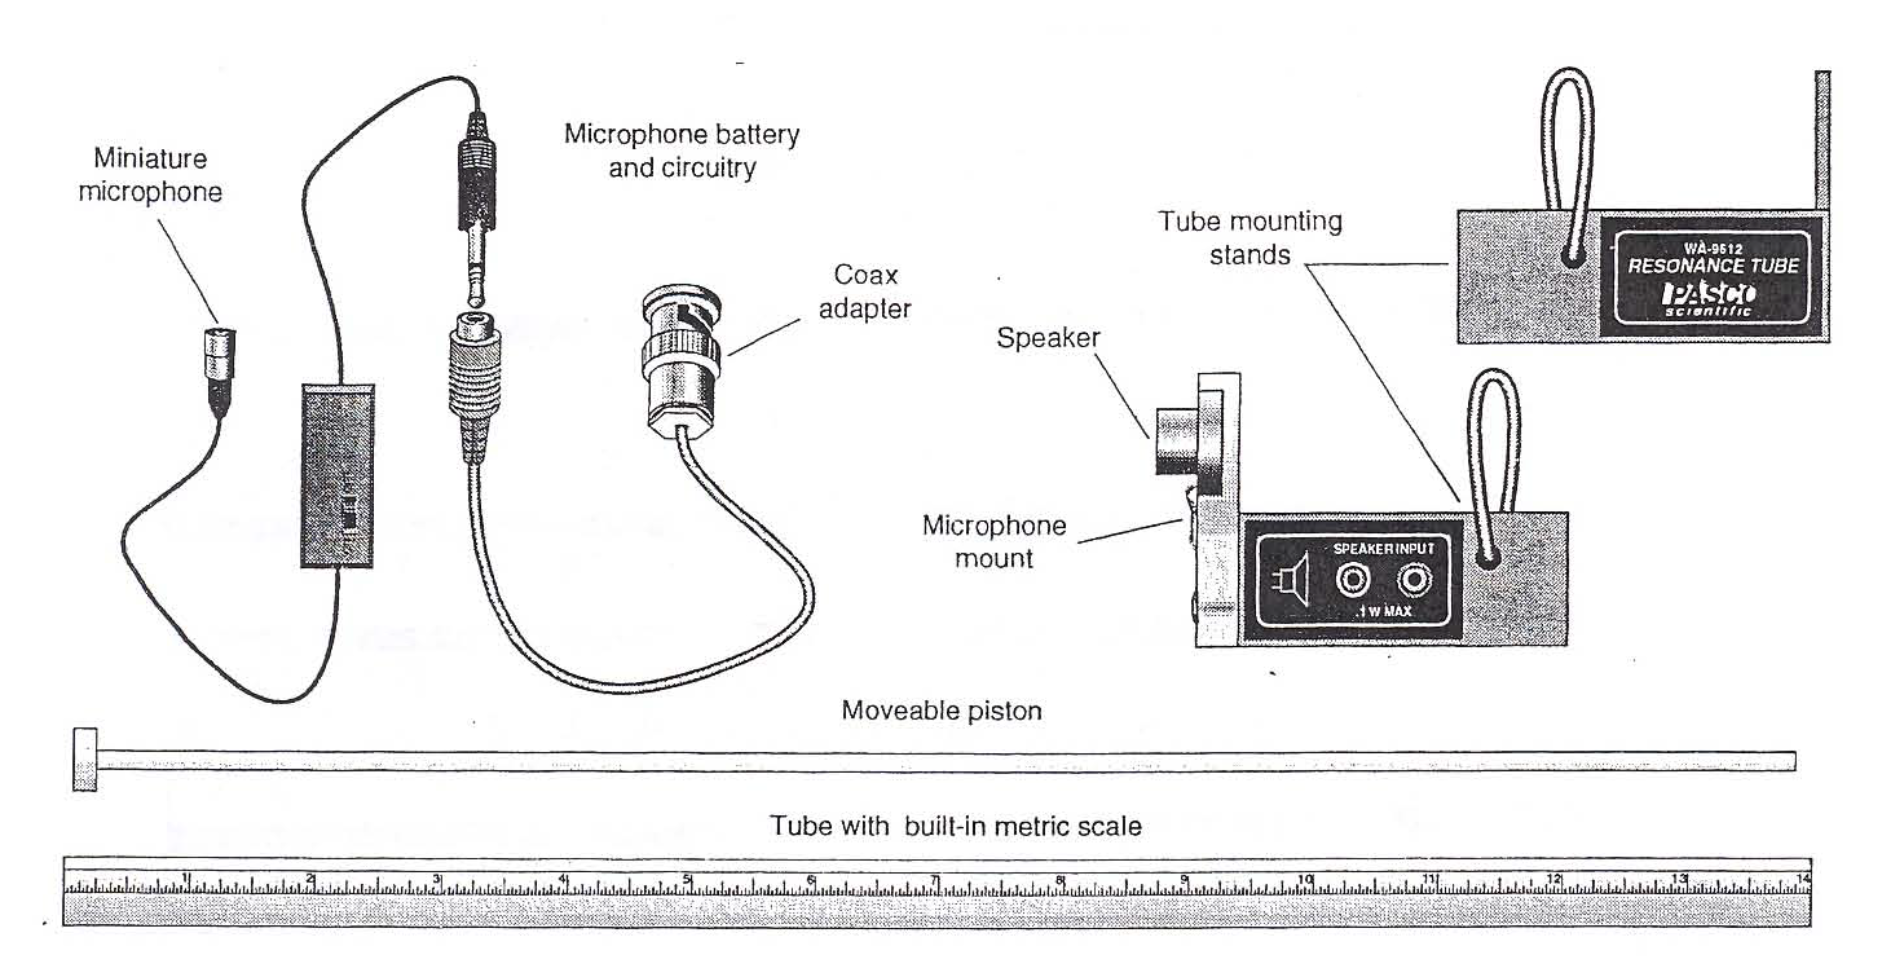 Miniature
microphone
Microphone battery
and circuitry
Coax
adapter
Tube mounting
stands
WA-9612
RESONANCE TUBE
PASCO
scientific
Speaker
Microphone
mount
SPEAKER INPUT
.1 W MAX
Moveable piston
Tube with built-in metric scale
1 2 3 4 5 6 7 8 9 10 11 12 13 14